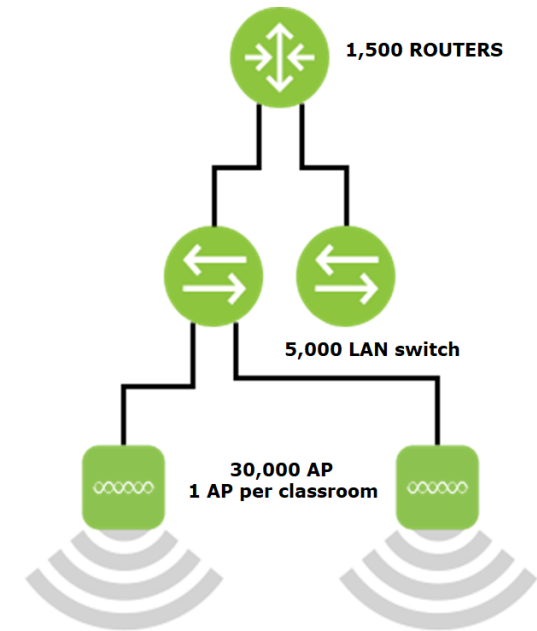 1,500 ROUTERS
5,000 LAN switch
30,000 AP
1 AP per classroom